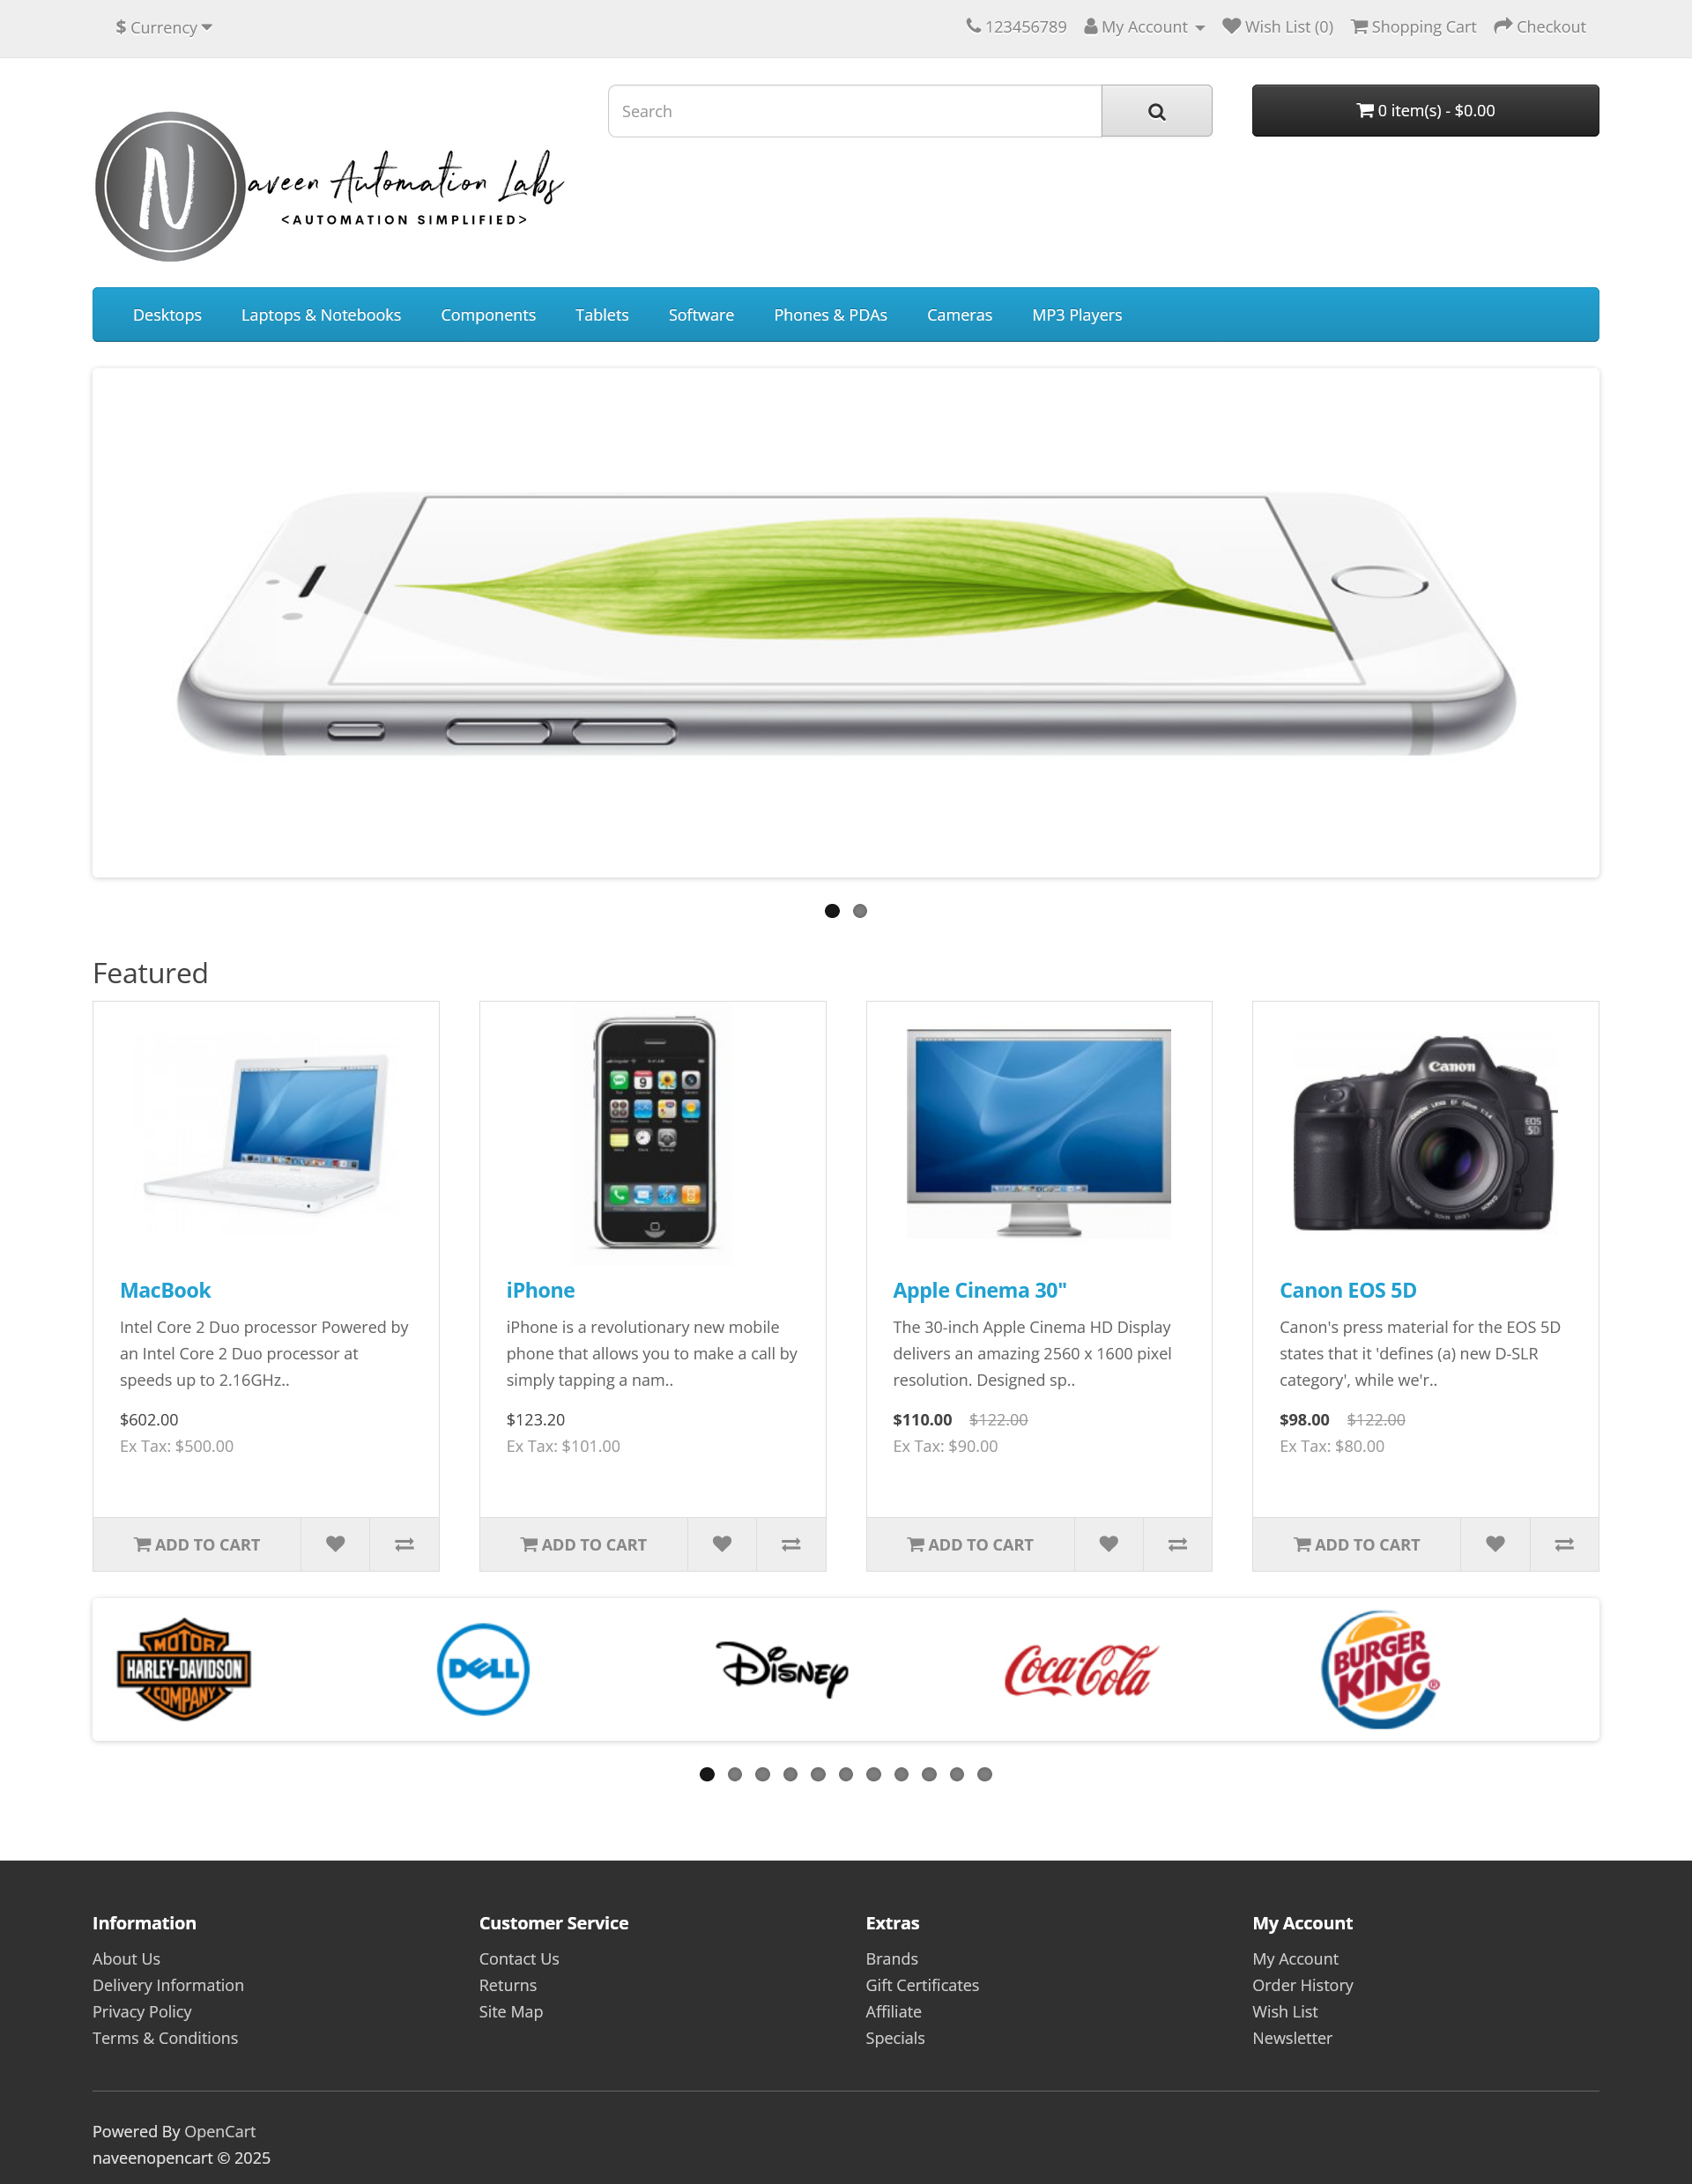 $ Currency
123456789 My Account Wish List (0) Shopping Cart Checkout
Search
0 item(s) - $0.00
N
aveen Automation Labs
<AUTOMATION SIMPLIFIED>
Desktops Laptops & Notebooks Components Tablets Software Phones & PDAs Cameras MP3 Players
Featured
Canon
EOS
5D
MacBook
Intel Core 2 Duo processor Powered by
an Intel Core 2 Duo processor at
speeds up to 2.16GHz..
$602.00
Ex Tax: $500.00
ADD TO CART
iPhone
iPhone is a revolutionary new mobile
phone that allows you to make a call by
simply tapping a nam..
$123.20
Ex Tax: $101.00
ADD TO CART
Apple Cinema 30"
The 30-inch Apple Cinema HD Display
delivers an amazing 2560 x 1600 pixel
resolution. Designed sp..
$110.00 $122.00
Ex Tax: $90.00
ADD TO CART
Canon EOS 5D
Canon's press material for the EOS 5D
states that it 'defines (a) new D-SLR
category', while we'r..
$98.00 $122.00
Ex Tax: $80.00
ADD TO CART
MOTOR
HARLEY-DAVIDSON
COMPANY
DELL
Disney
Coca-Cola
BURGER
KING
®
Information
About Us
Delivery Information
Privacy Policy
Terms & Conditions
Customer Service
Contact Us
Returns
Site Map
Extras
Brands
Gift Certificates
Affiliate
Specials
My Account
My Account
Order History
Wish List
Newsletter
Powered By OpenCart
naveenopencart © 2025